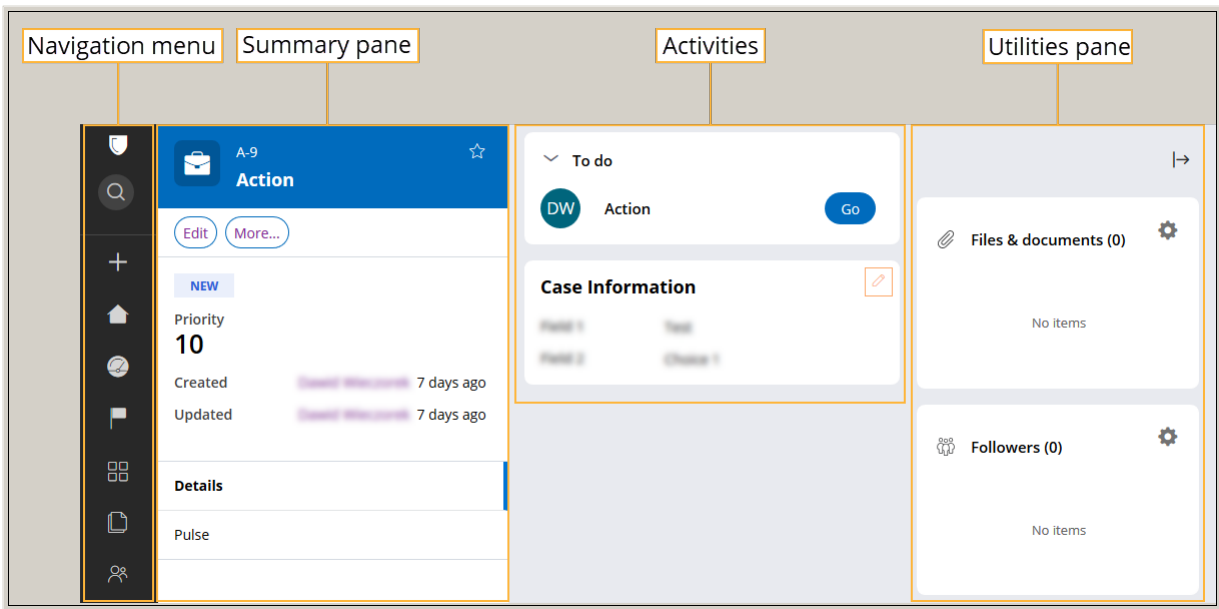 Navigation menu
Summary pane
Activities
Utilities pane
A-9
Action
Edit
More...
NEW
Priority
10
Created 7 days ago
Updated 7 days ago
Details
Pulse
To do
DW Action Go
Case Information
Files & documents (0)
No items
Followers (0)
No items